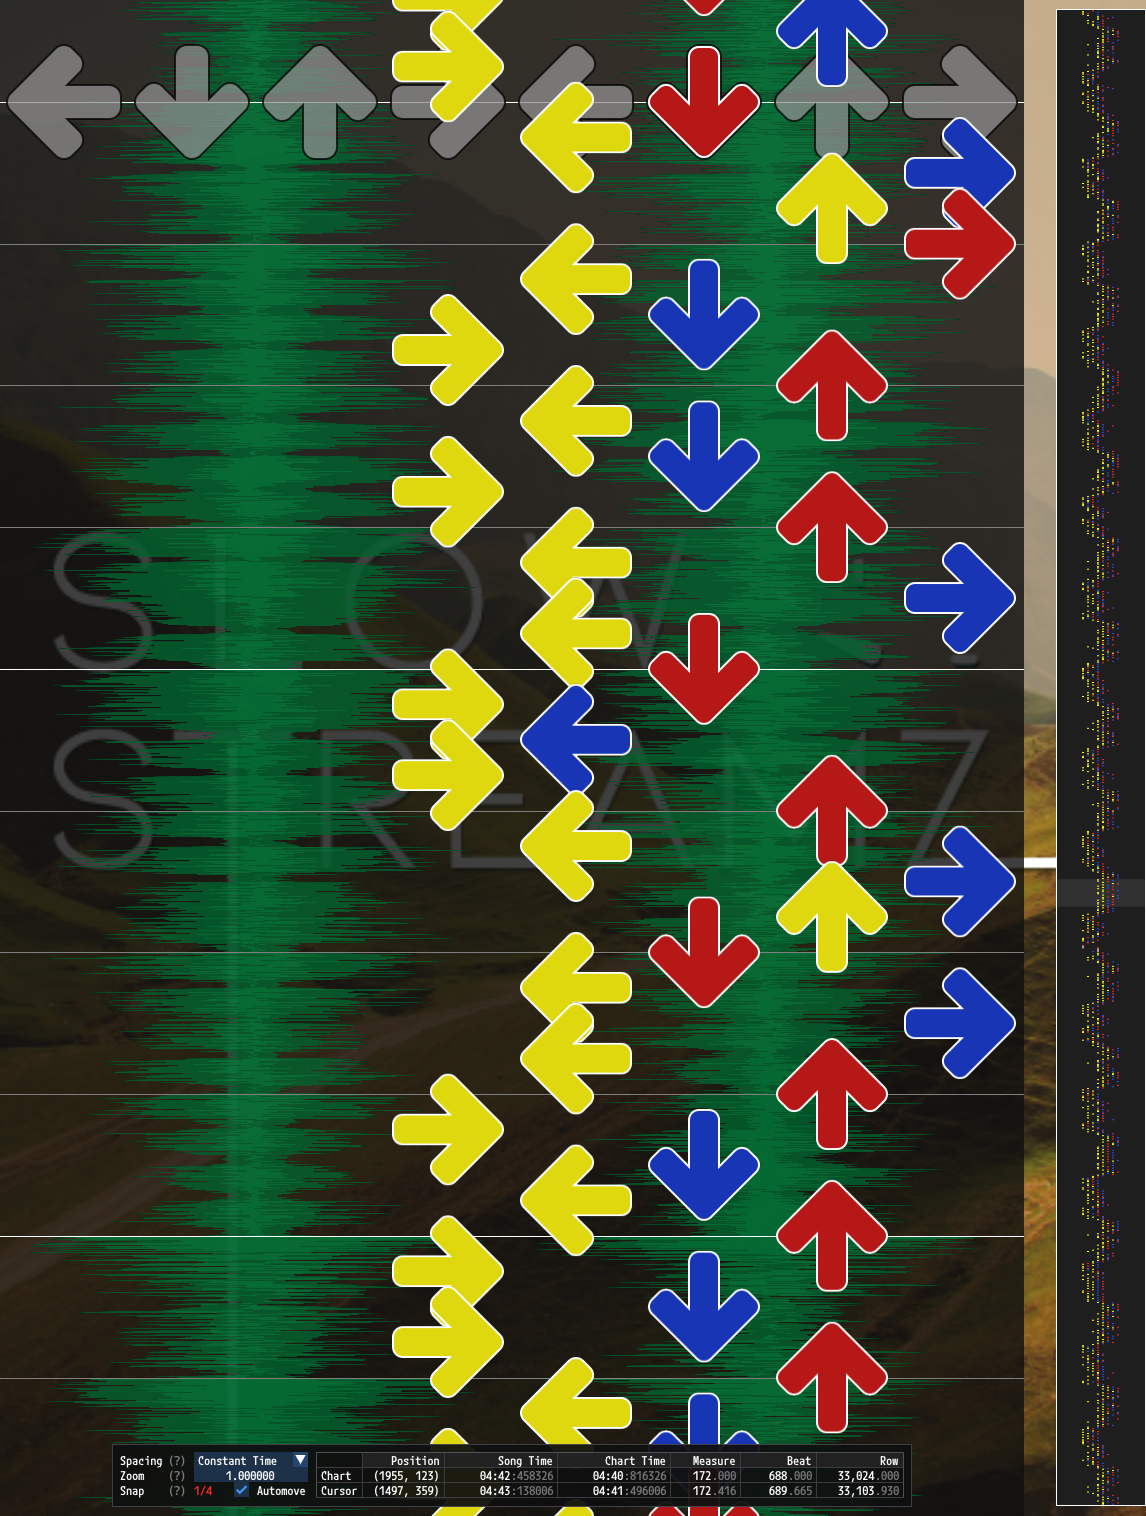 SLOW
STREAMZ
Spacing (?) Constant Time
Zoom (?) 1.000000
Snap (?) 1/4 Automove
Position Song Time Chart Time Measure Beat Row
Chart (1955, 123) 04:42:458326 04:40:816326 172.000 688.000 33,024.000
Cursor (1497, 359) 04:43:138006 04:41:496006 172.416 689.665 33,103.930